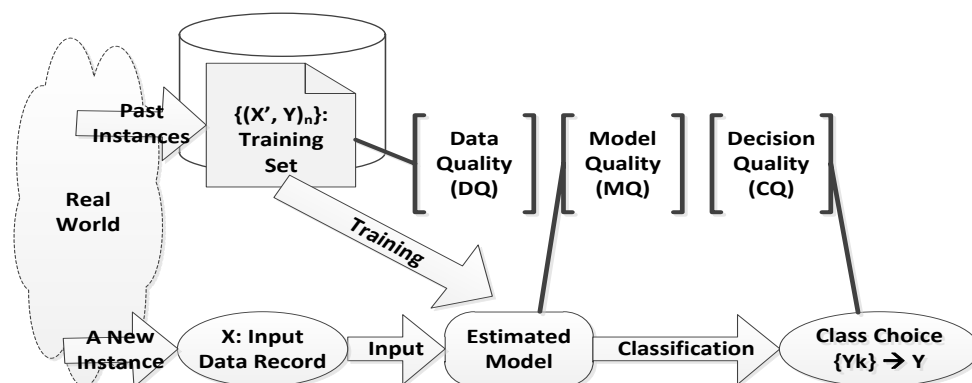 Past
Instances
{(X’, Y)n}:
Training
Set
Data
Quality
(DQ)
Model
Quality
(MQ)
Decision
Quality
(CQ)
Real
World
Training
A New
Instance
X: Input
Data Record
Input
Estimated
Model
Classification
Class Choice
{Yk} → Y